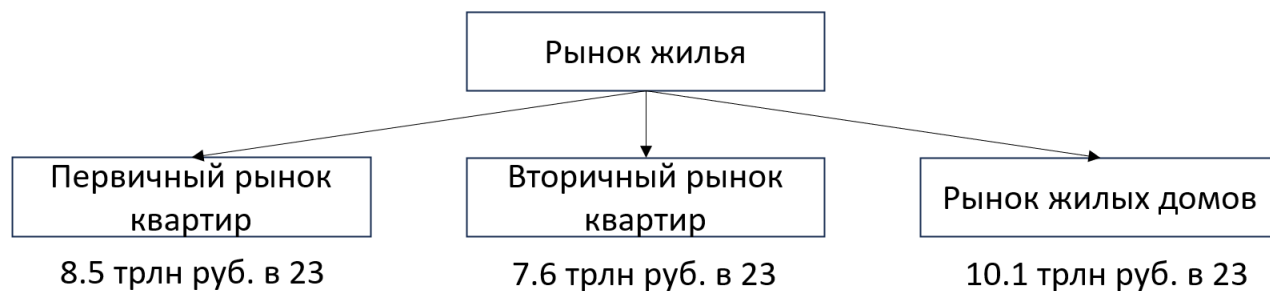 Рынок жилья
Первичный рынок
квартир
Вторичный рынок
квартир
Рынок жилых домов
8.5 трлн руб. в 23
7.6 трлн руб. в 23
10.1 трлн руб. в 23